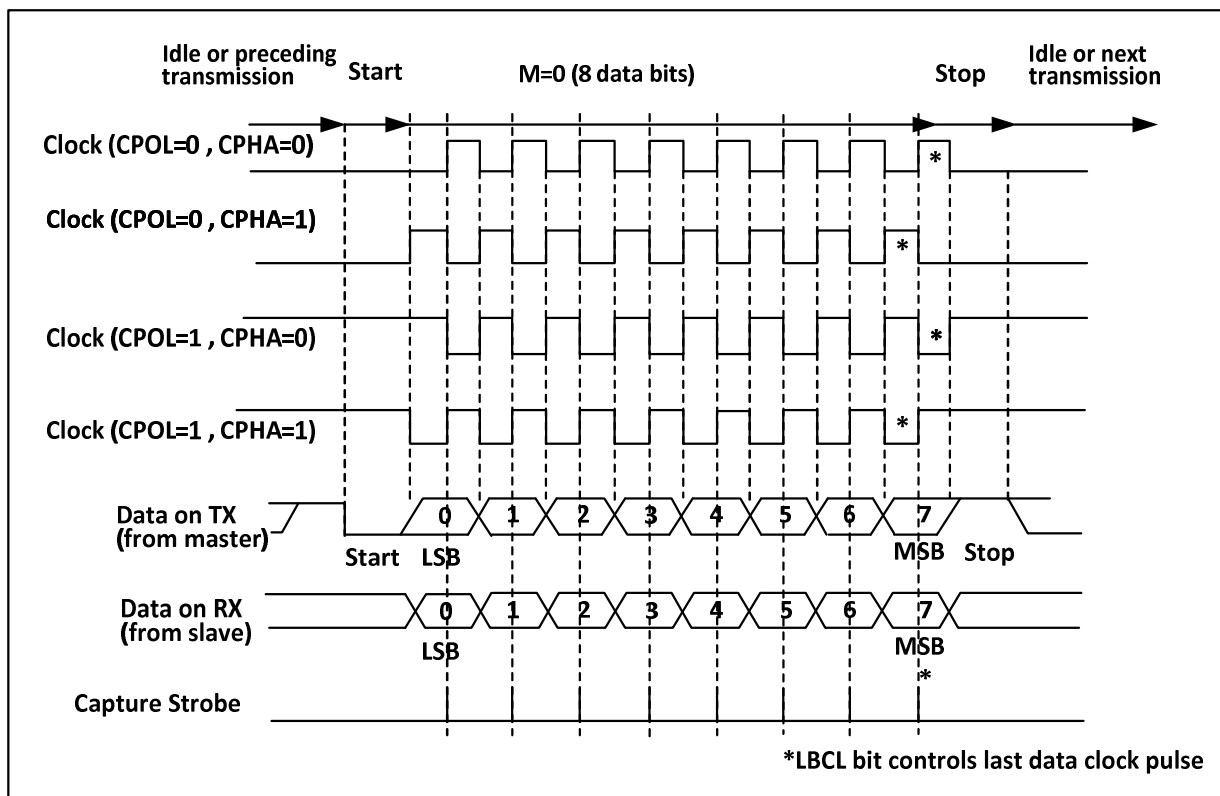 Idle or preceding
transmission
Start
M=0 (8 data bits)
Stop
Idle or next
transmission
Clock (CPOL=0 , CPHA=0)
*
Clock (CPOL=0 , CPHA=1)
*
Clock (CPOL=1 , CPHA=0)
*
Clock (CPOL=1 , CPHA=1)
*
Data on TX
(from master)
0 1 2 3 4 5 6 7
Start LSB MSB Stop
Data on RX
(from slave)
0 1 2 3 4 5 6 7
LSB MSB
*
Capture Strobe
*LBCL bit controls last data clock pulse